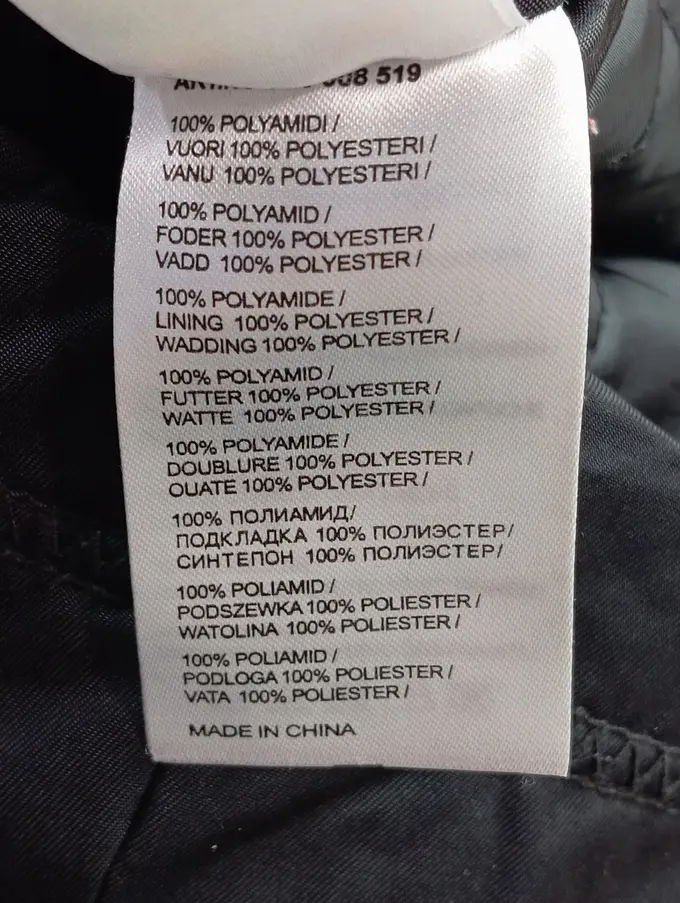 519
100% POLYAMIDI /
VUORI 100% POLYESTERI /
VANU 100% POLYESTERI /
100% POLYAMID /
FODER 100% POLYESTER /
VADD 100% POLYESTER /
100% POLYAMIDE /
LINING 100% POLYESTER /
WADDING 100% POLYESTER /
100% POLYAMID /
FUTTER 100% POLYESTER /
WATTE 100% POLYESTER /
100% POLYAMIDE /
DOUBLURE 100% POLYESTER /
OUATE 100% POLYESTER /
100% ПОЛИАМИД/
ПОДКЛАДКА 100% ПОЛИЭСТЕР/
СИНТЕПОН 100% ПОЛИЭСТЕР/
100% POLIAMID /
PODSZEWKA 100% POLIESTER /
WATOLINA 100% POLIESTER /
100% POLIAMID /
PODLOGA 100% POLIESTER /
VATA 100% POLIESTER /
MADE IN CHINA